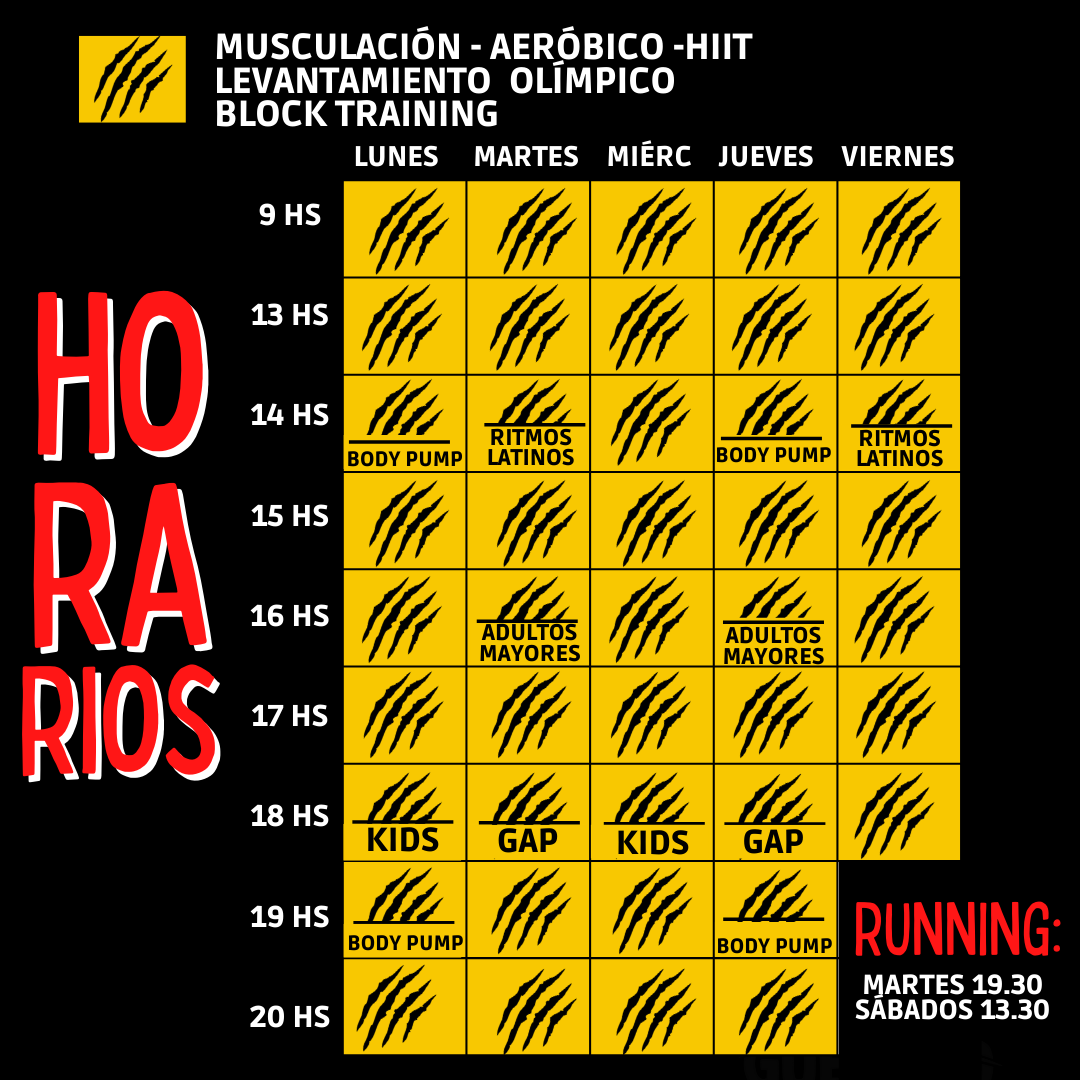 MUSCULACIÓN - AERÓBICO -HIIT
LEVANTAMIENTO OLÍMPICO
BLOCK TRAINING
LUNES MARTES MIÉRC JUEVES VIERNES
HO
RA
RIOS
9 HS
13 HS
14 HS
BODY PUMP
RITMOS
LATINOS
BODY PUMP
RITMOS
LATINOS
15 HS
16 HS
ADULTOS
MAYORES
ADULTOS
MAYORES
17 HS
18 HS
KIDS
GAP
KIDS
GAP
19 HS
BODY PUMP
BODY PUMP
20 HS
RUNNING:
MARTES 19.30
SÁBADOS 13.30